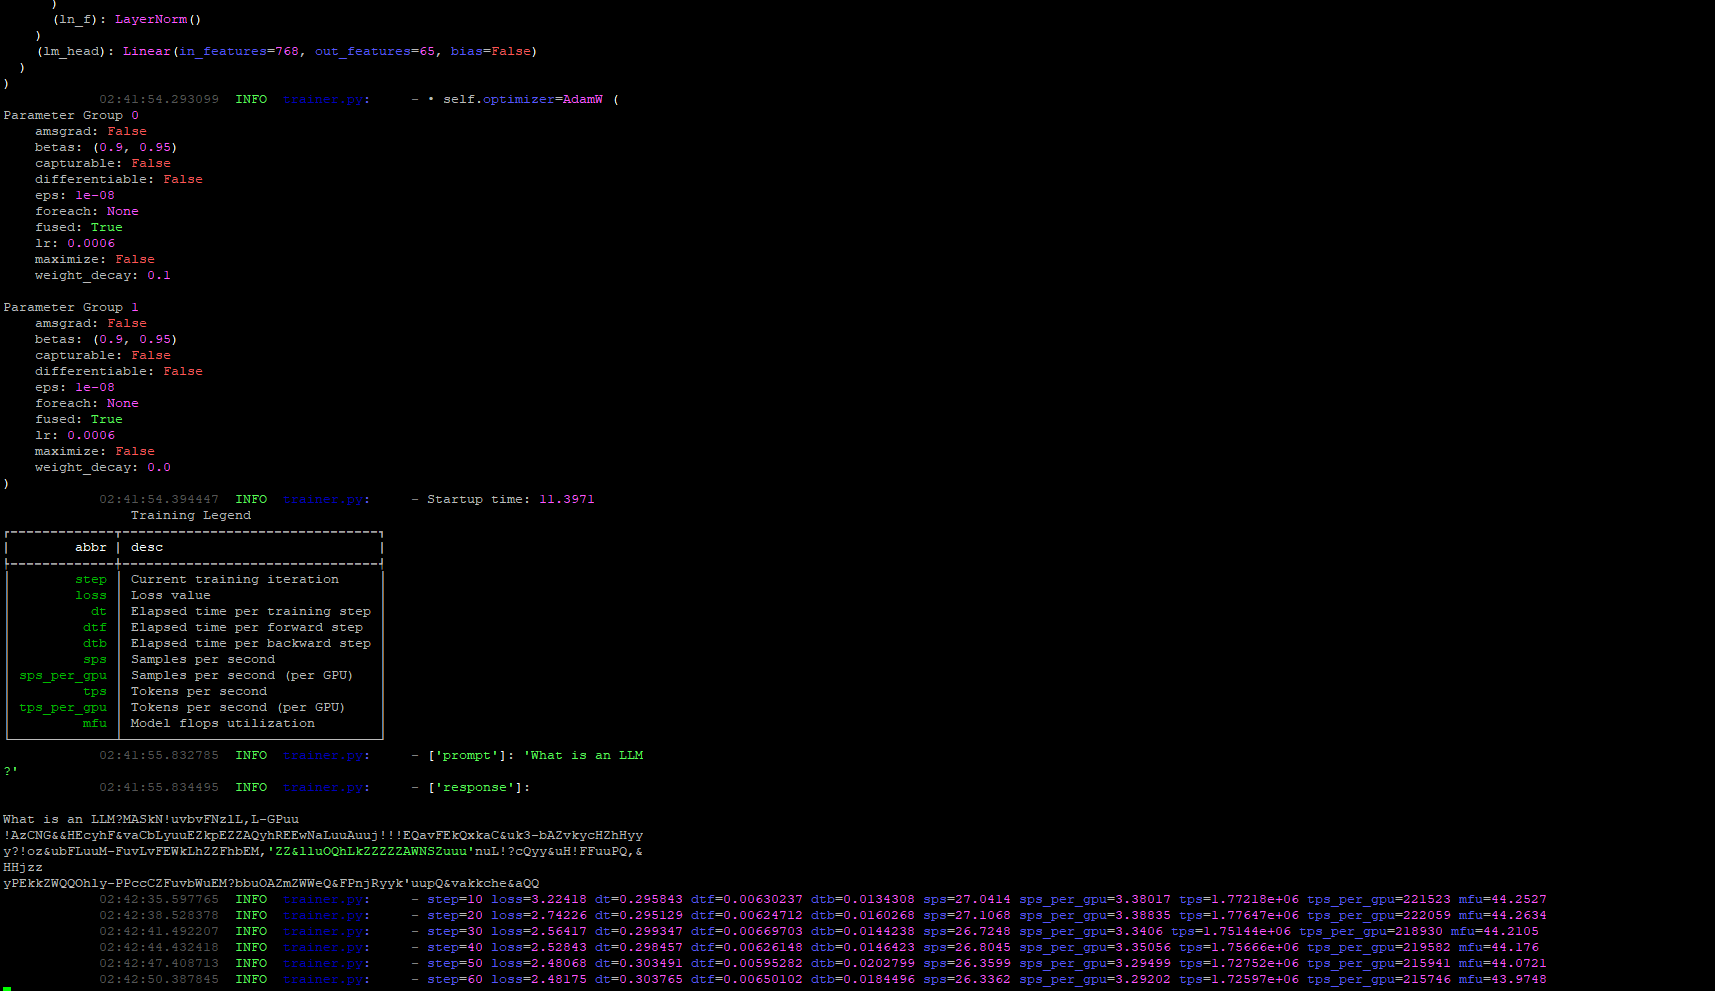 )
(ln_f): LayerNorm()
)
(lm_head): Linear(in_features=768, out_features=65, bias=False)
)
)
02:41:54.293099 INFO trainer.py: - • self.optimizer=AdamW (
Parameter Group 0
amsgrad: False
betas: (0.9, 0.95)
capturable: False
differentiable: False
eps: 1e-08
foreach: None
fused: True
lr: 0.0006
maximize: False
weight_decay: 0.1
Parameter Group 1
amsgrad: False
betas: (0.9, 0.95)
capturable: False
differentiable: False
eps: 1e-08
foreach: None
fused: True
lr: 0.0006
maximize: False
weight_decay: 0.0
)
02:41:54.394447 INFO trainer.py: - Startup time: 11.3971
Training Legend
abbr | desc
step | Current training iteration
loss | Loss value
dt | Elapsed time per training step
dtf | Elapsed time per forward step
dtb | Elapsed time per backward step
sps | Samples per second
sps_per_gpu | Samples per second (per GPU)
tps | Tokens per second
tps_per_gpu | Tokens per second (per GPU)
mfu | Model flops utilization
02:41:55.832785 INFO trainer.py: - ['prompt']: 'What is an LLM
?'
02:41:55.834495 INFO trainer.py: - ['response']:
What is an LLM?MASkN!uvbvFNzlL,L-GPuu
!AzCNG&&HEcyhF&vaCbLyuuEZkpEZZAQyhREEwNaLuuAuuj!!!EQavFEkQxkaC&uk3-bAZvkycHZhHyy
y?!oz&ubFLuuM-FuvLvFEWkLhZZFhbEM,'ZZ&lluOQhLkZZZZZAWNSZuuu'nuL!?cQyy&uH!FFuuPQ,&
HHjzz
yPEkkZWQQOhly-PPccCZFuvbWuEM?bbuOAZmZWWeQ&FPnjRyyk'uupQ&vakkche&aQQ
02:42:35.597765 INFO trainer.py: - step=10 loss=3.22418 dt=0.295843 dtf=0.00630237 dtb=0.0134308 sps=27.0414 sps_per_gpu=3.38017 tps=1.77218e+06 tps_per_gpu=221523 mfu=44.2527
02:42:38.528378 INFO trainer.py: - step=20 loss=2.74226 dt=0.295129 dtf=0.00624712 dtb=0.0160268 sps=27.1068 sps_per_gpu=3.38835 tps=1.77647e+06 tps_per_gpu=222059 mfu=44.2634
02:42:41.492207 INFO trainer.py: - step=30 loss=2.56417 dt=0.299347 dtf=0.00669703 dtb=0.0144238 sps=26.7248 sps_per_gpu=3.3406 tps=1.75144e+06 tps_per_gpu=218930 mfu=44.2105
02:42:44.432418 INFO trainer.py: - step=40 loss=2.52843 dt=0.298457 dtf=0.00626148 dtb=0.0146423 sps=26.8045 sps_per_gpu=3.35056 tps=1.75666e+06 tps_per_gpu=219582 mfu=44.176
02:42:47.408713 INFO trainer.py: - step=50 loss=2.48068 dt=0.303491 dtf=0.00595282 dtb=0.0202799 sps=26.3599 sps_per_gpu=3.29499 tps=1.72752e+06 tps_per_gpu=215941 mfu=44.0721
02:42:50.387845 INFO trainer.py: - step=60 loss=2.48175 dt=0.303765 dtf=0.00650102 dtb=0.0184496 sps=26.3362 sps_per_gpu=3.29202 tps=1.72597e+06 tps_per_gpu=215746 mfu=43.9748